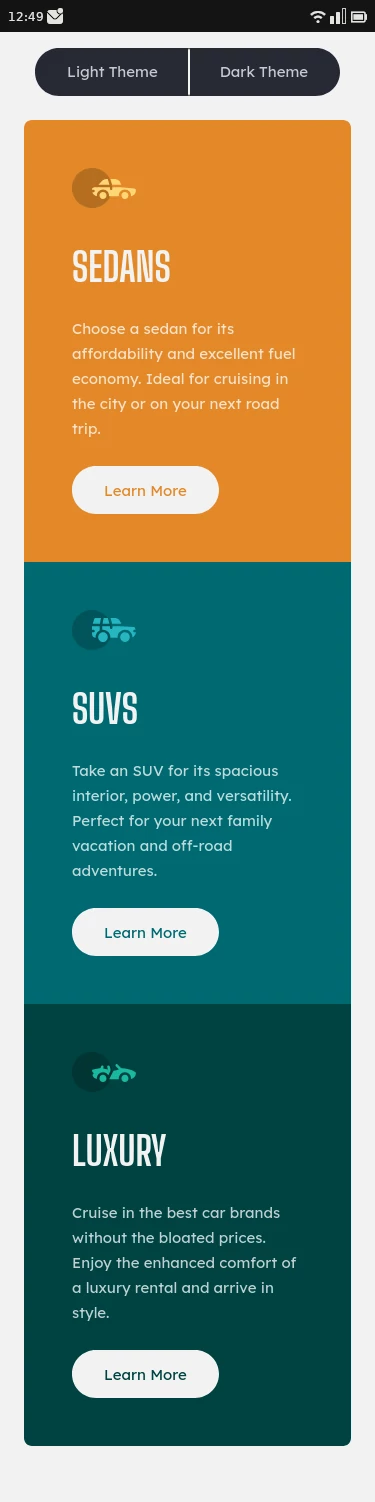 12:49
Light Theme
Dark Theme
SEDANS
Choose a sedan for its
affordability and excellent fuel
economy. Ideal for cruising in
the city or on your next road
trip.
Learn More
SUVS
Take an SUV for its spacious
interior, power, and versatility.
Perfect for your next family
vacation and off-road
adventures.
Learn More
LUXURY
Cruise in the best car brands
without the bloated prices.
Enjoy the enhanced comfort of
a luxury rental and arrive in
style.
Learn More